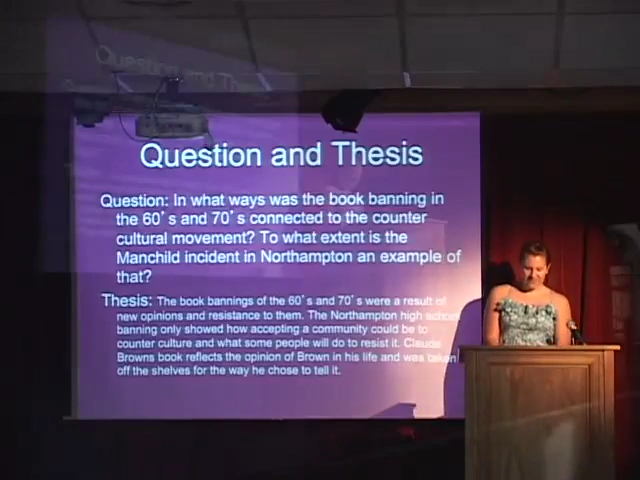 Question and Thesis
Question and Thesis
Question: In what ways was the book banning in
the 60's and 70's connected to the counter
cultural movement? To what extent is the
Manchild incident in Northampton an example of
that?
Thesis: The book bannings of the 60's and 70's were a result of
new opinions and resistance to them. The Northampton high school
banning only showed how accepting a community could be to
counter culture and what some people will do to resist it. Claude
Browns book reflects the opinion of Brown in his life and was taken
off the shelves for the way he chose to tell it.